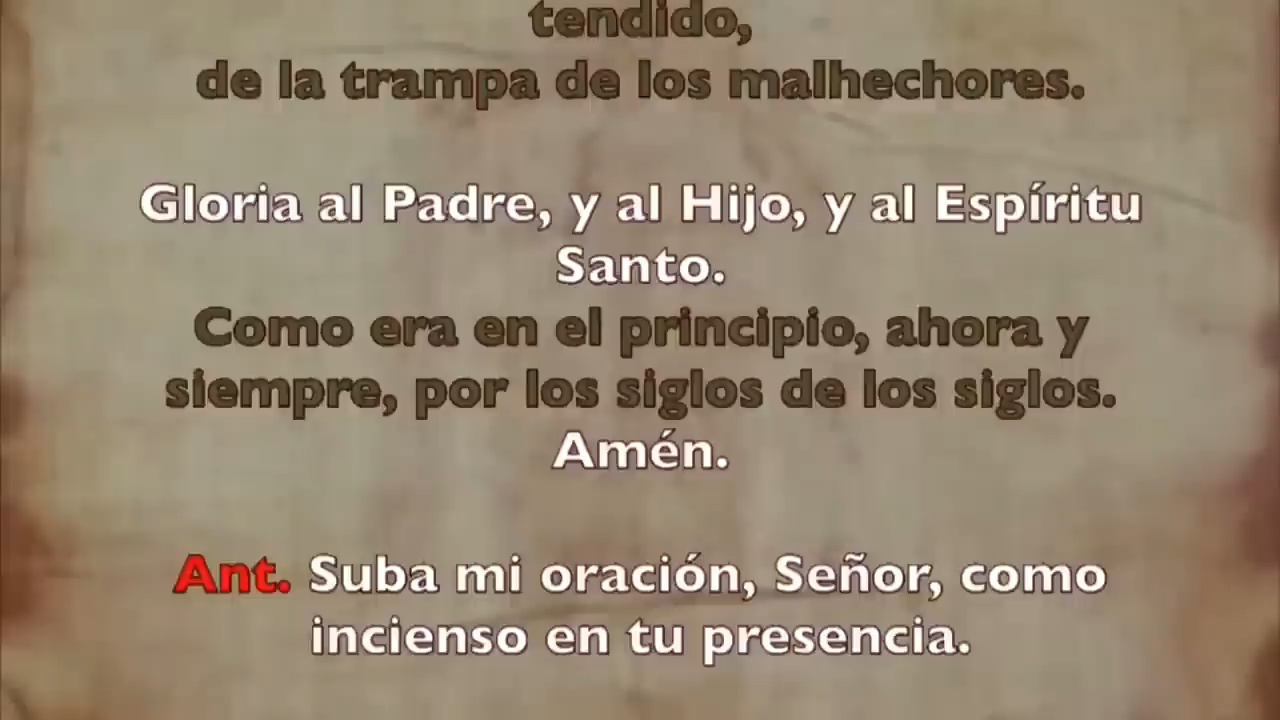 tendido,
de la trampa de los malhechores.
Gloria al Padre, y al Hijo, y al Espíritu
Santo.
Como era en el principio, ahora y
siempre, por los siglos de los siglos.
Amén.
Ant. Suba mi oración, Señor, como
incienso en tu presencia.